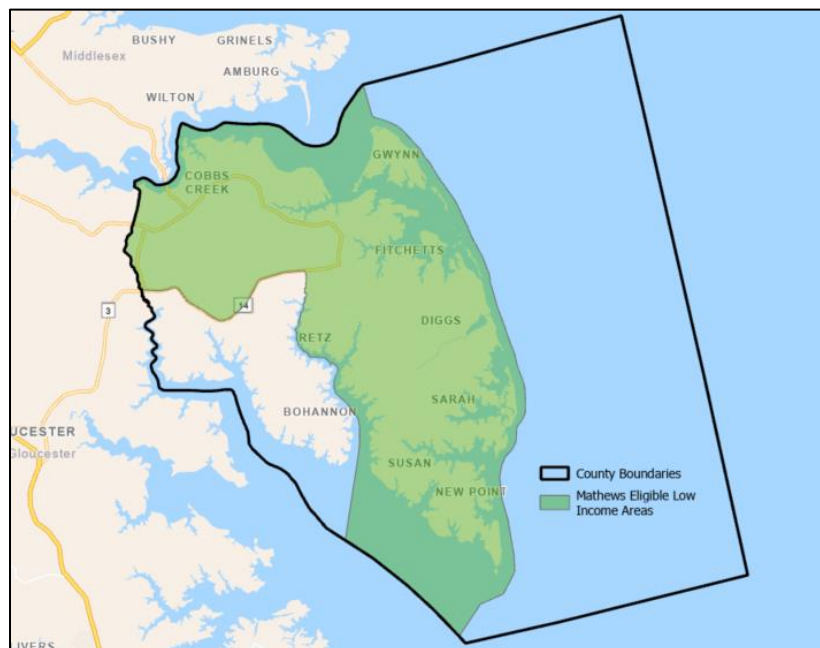 BUSHY
GRINELS
Middlesex
AMBURG
WILTON
GWYNN
COBBS
CREEK
FITCHETTS
3
14
DIGGS
RETZ
SARAH
BOHANNON
UCESTER
Gloucester
SUSAN
NEW POINT
County Boundaries
Mathews Eligible Low
Income Areas
IVERS